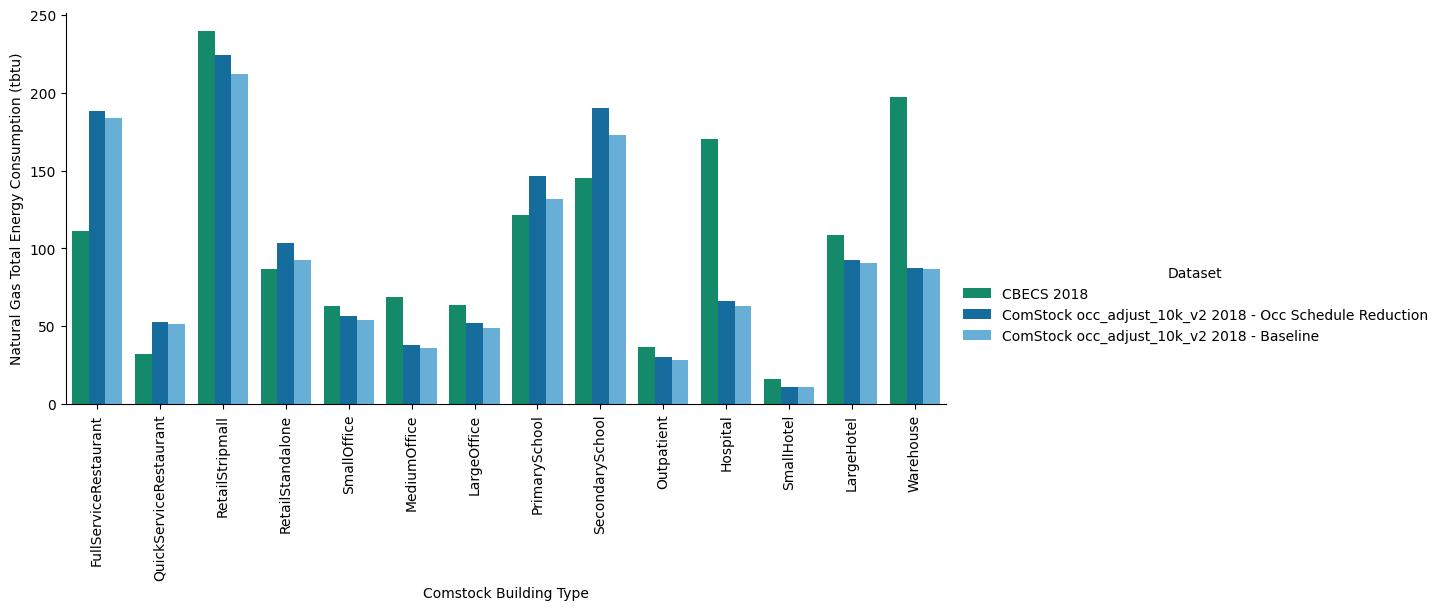 Natural Gas Total Energy Consumption (tbtu)
250
200
150
100
50
0
FullServiceRestaurant
QuickServiceRestaurant
RetailStripmall
RetailStandalone
SmallOffice
MediumOffice
LargeOffice
PrimarySchool
SecondarySchool
Outpatient
Hospital
SmallHotel
LargeHotel
Warehouse
Comstock Building Type
Dataset
CBECS 2018
ComStock occ_adjust_10k_v2 2018 - Occ Schedule Reduction
ComStock occ_adjust_10k_v2 2018 - Baseline